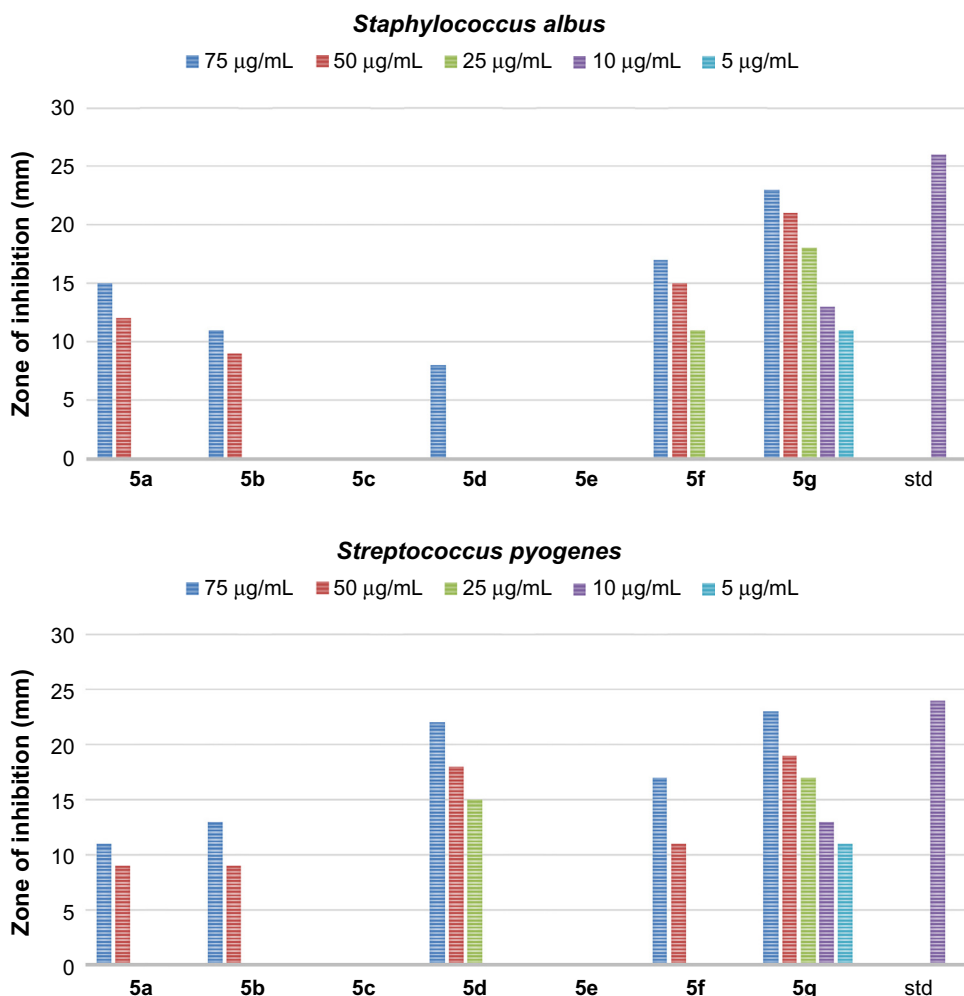 Staphylococcus albus
75 μg/mL 50 μg/mL 25 μg/mL 10 μg/mL 5 μg/mL
Zone of inhibition (mm)
30
25
20
15
10
5
0
5a 5b 5c 5d 5e 5f 5g std
Streptococcus pyogenes
75 μg/mL 50 μg/mL 25 μg/mL 10 μg/mL 5 μg/mL
Zone of inhibition (mm)
30
25
20
15
10
5
0
5a 5b 5c 5d 5e 5f 5g std